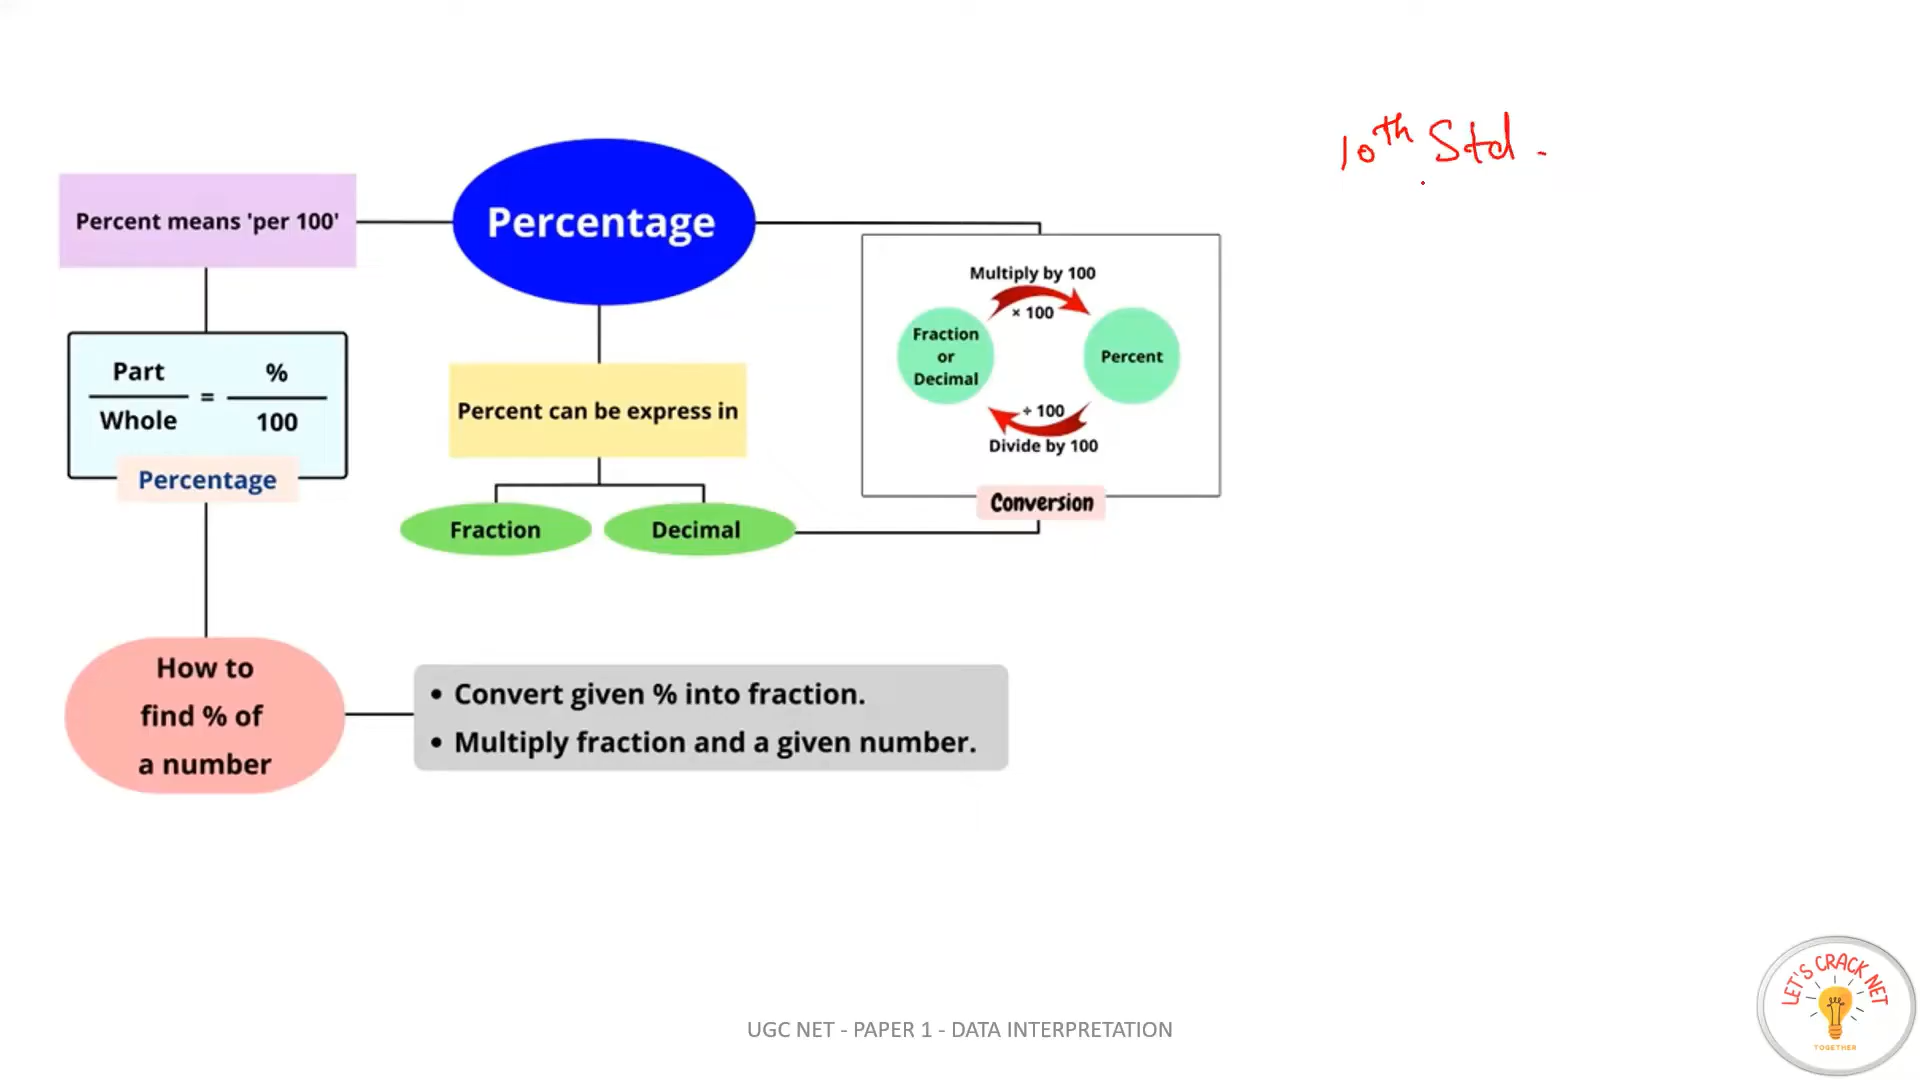 10th Std.
Percentage
Percent means 'per 100'
Multiply by 100
× 100
Fraction
or
Decimal
Percent
÷ 100
Divide by 100
Conversion
Part
Whole
=
%
100
Percentage
Percent can be express in
Fraction
Decimal
How to
find % of
a number
• Convert given % into fraction.
• Multiply fraction and a given number.
UGC NET - PAPER 1 - DATA INTERPRETATION
LET'S CRACK NET
TOGETHER